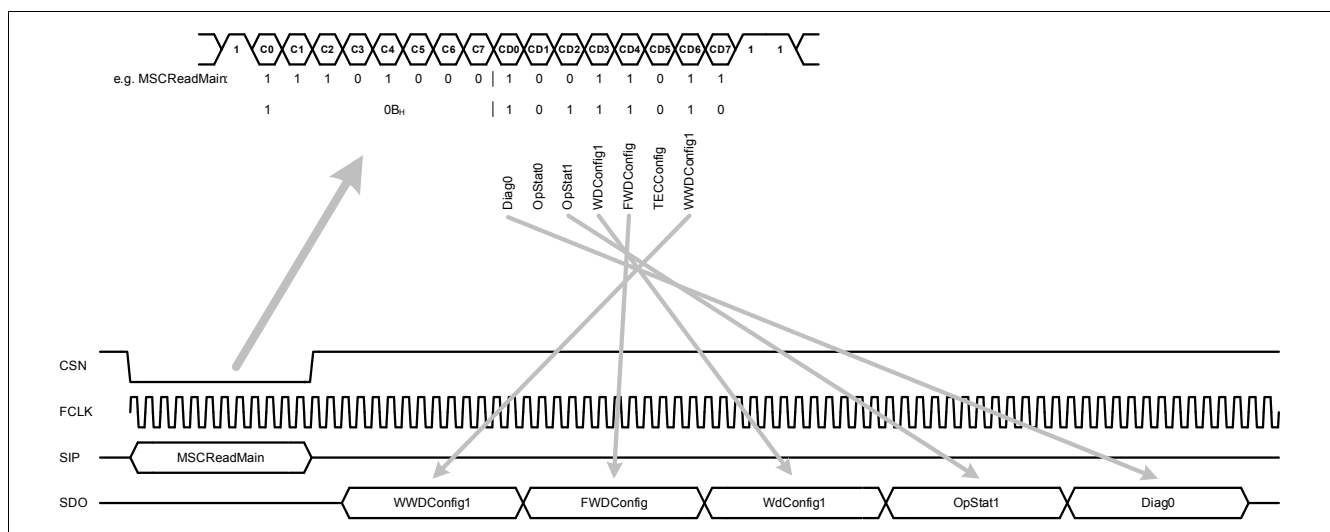 1 C0 C1 C2 C3 C4 C5 C6 C7 CD0 CD1 CD2 CD3 CD4 CD5 CD6 CD7 1 1
e.g. MSCReadMain: 1 1 1 0 1 0 0 0 | 1 0 0 1 1 0 1 1
1 0BH | 1 0 1 1 1 0 1 0
Diag0
OpStat0
OpStat1
WDConfig1
FWDConfig
TECConfig
WWDConfig1
CSN
FCLK
SIP MSCReadMain
SDO WWDConfig1 FWDConfig WdConfig1 OpStat1 Diag0